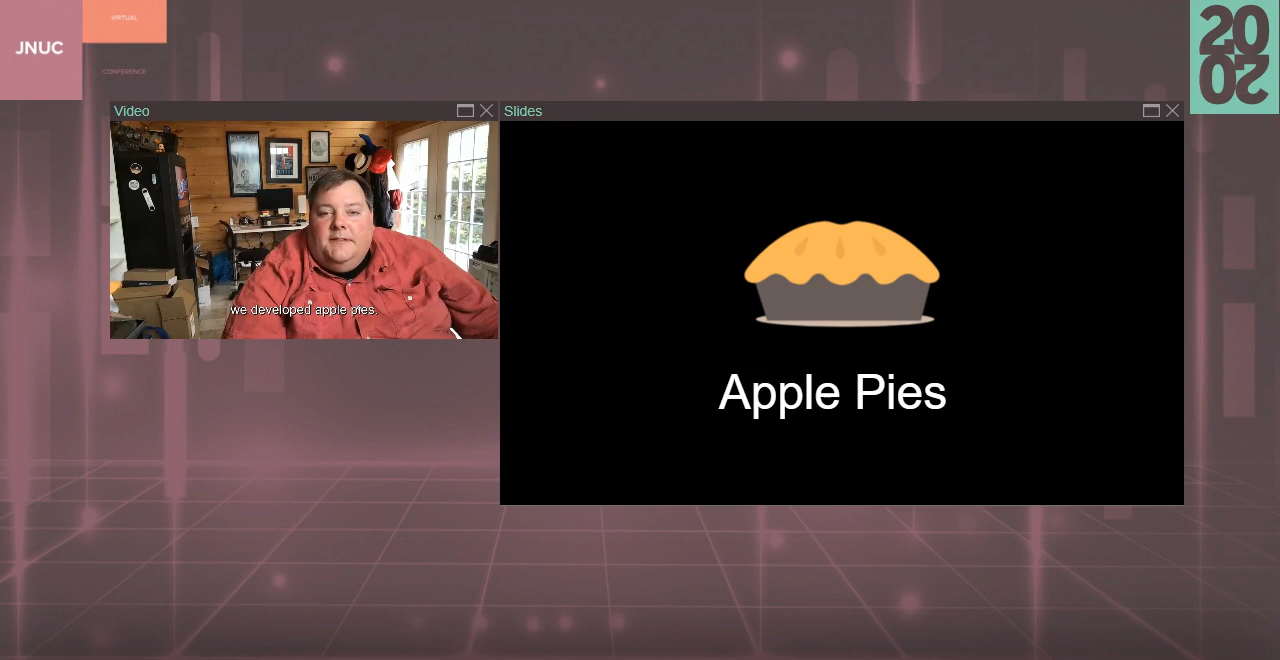 JNUC
VIRTUAL
CONFERENCE
2020
Video
Slides
we developed apple pies.
Apple Pies